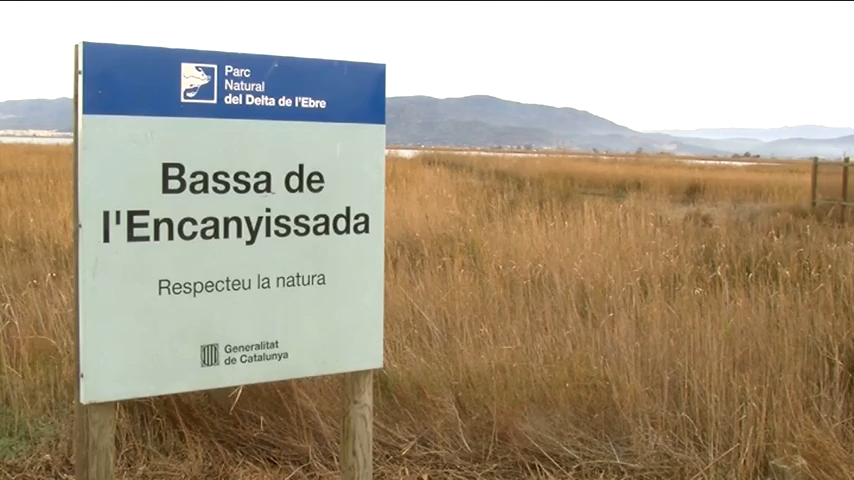 Parc
Natural
del Delta de l'Ebre
Bassa de
l'Encanyissada
Respecteu la natura
Generalitat
de Catalunya